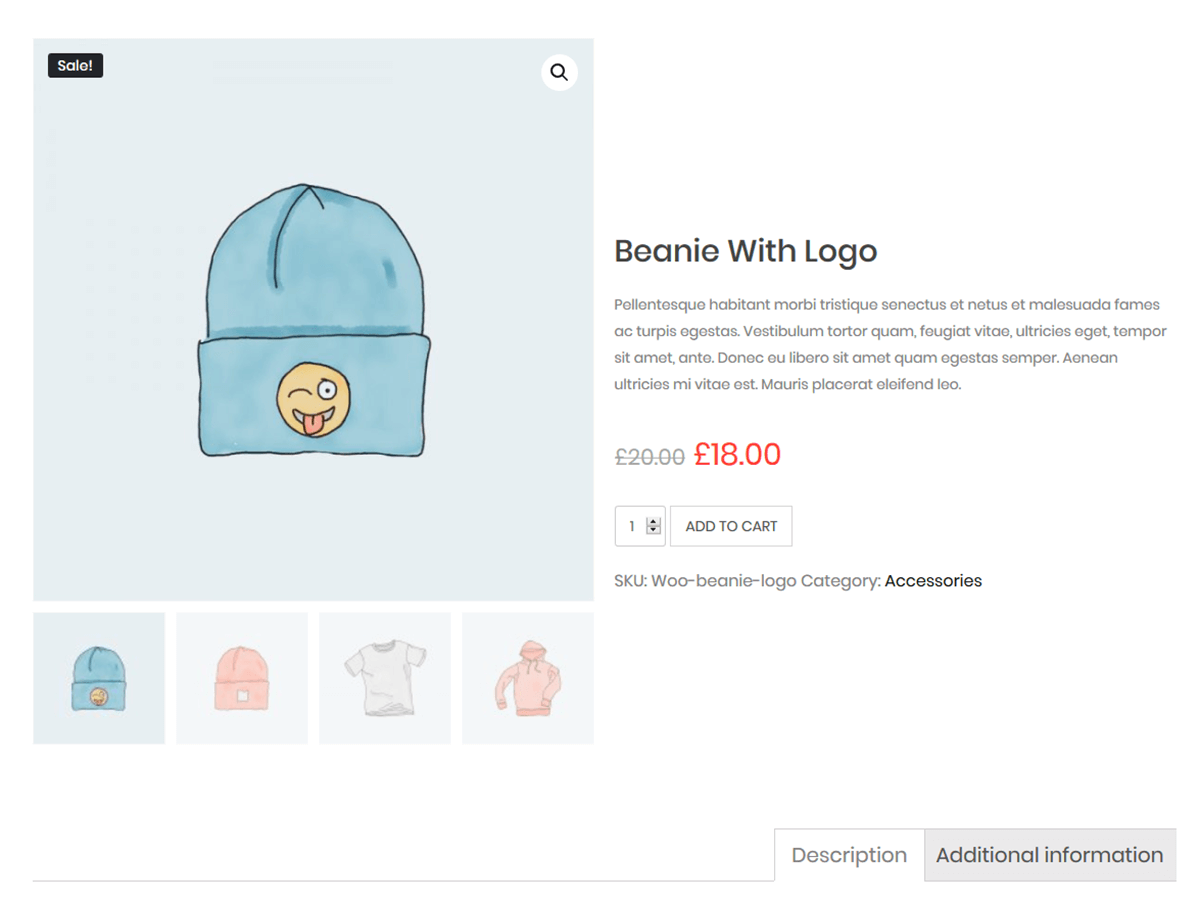 Sale!
Beanie With Logo
Pellentesque habitant morbi tristique senectus et netus et malesuada fames
ac turpis egestas. Vestibulum tortor quam, feugiat vitae, ultricies eget, tempor
sit amet, ante. Donec eu libero sit amet quam egestas semper. Aenean
ultricies mi vitae est. Mauris placerat eleifend leo.
£20.00 £18.00
1 ADD TO CART
SKU: Woo-beanie-logo Category: Accessories
Description Additional information